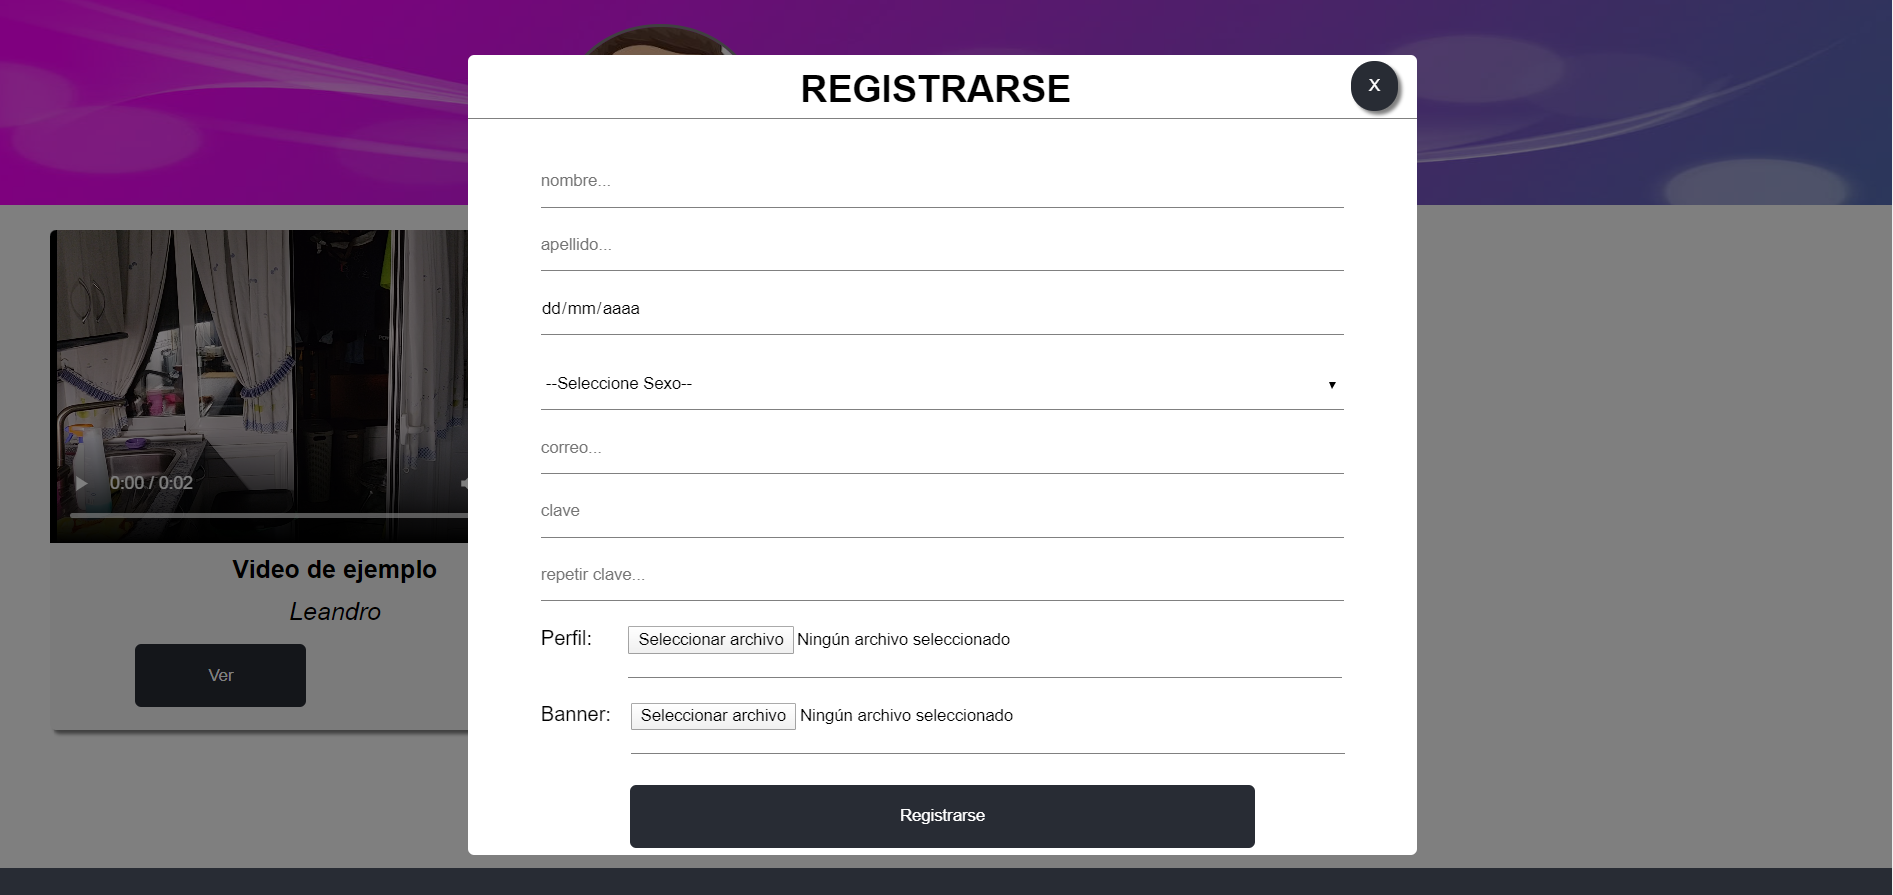 REGISTRARSE
X
nombre...
apellido...
dd/mm/aaaa
--Seleccione Sexo--
correo...
clave
repetir clave...
Perfil: Seleccionar archivo Ningún archivo seleccionado
Banner: Seleccionar archivo Ningún archivo seleccionado
Registrarse
0:00 / 0:02
Video de ejemplo
Leandro
Ver